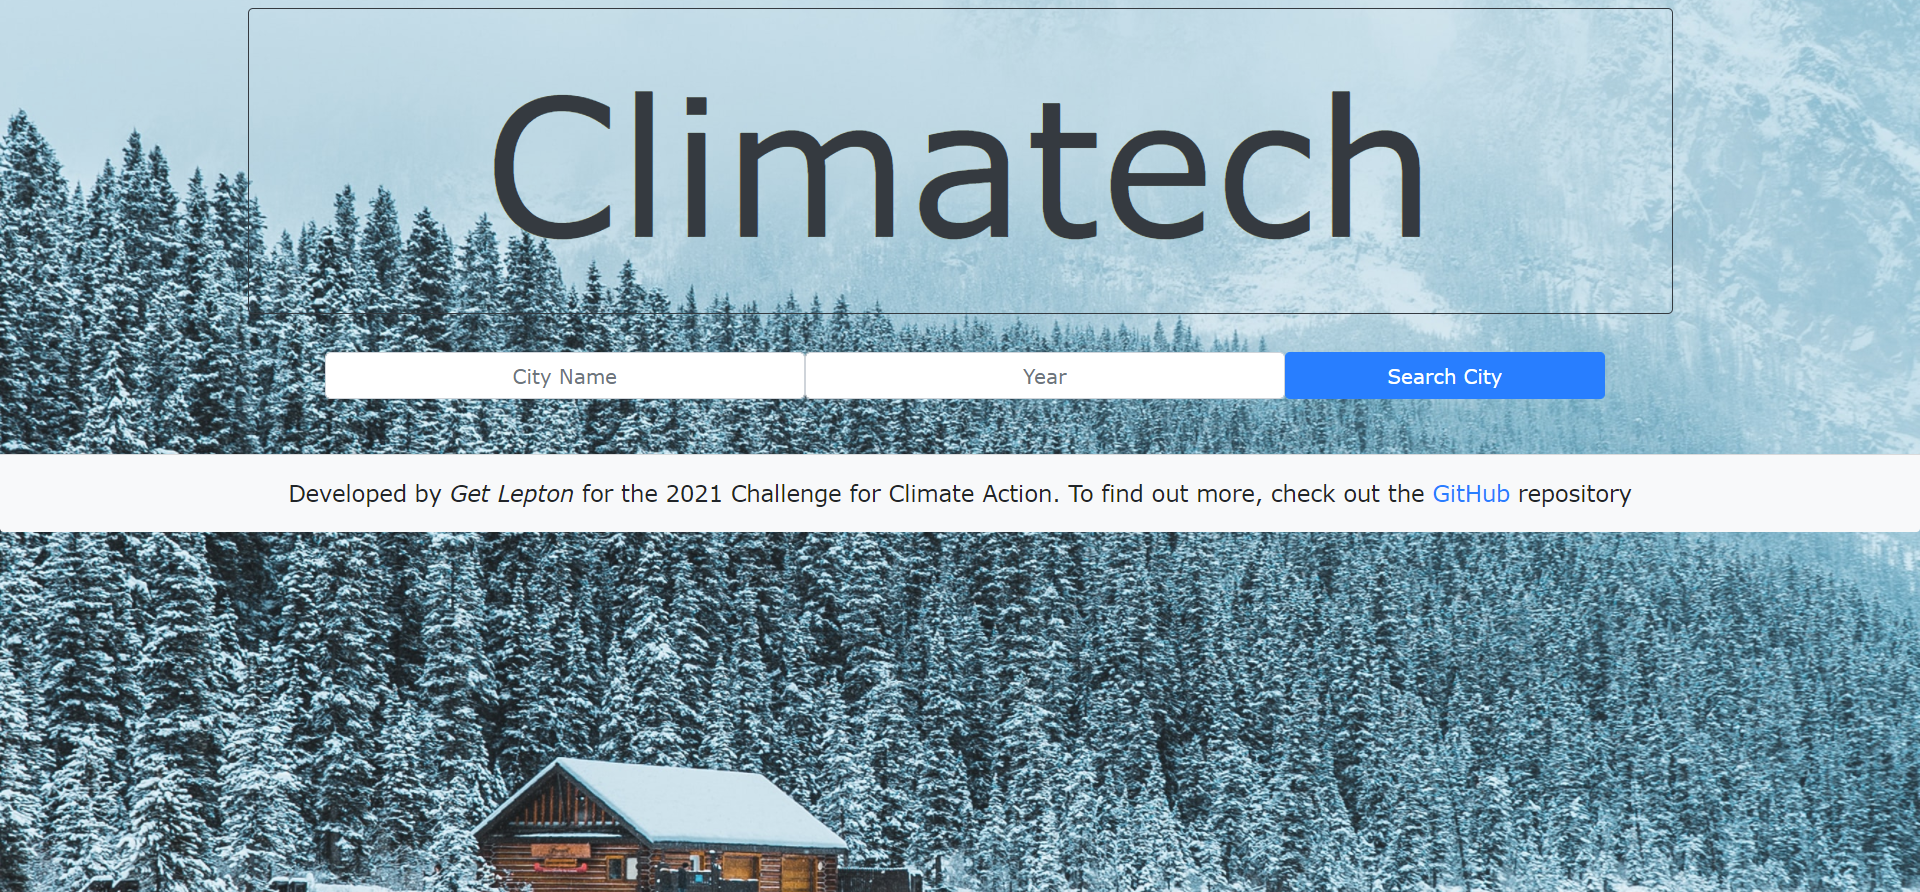 Climatech
City Name
Year
Search City
Developed by Get Lepton for the 2021 Challenge for Climate Action. To find out more, check out the GitHub repository